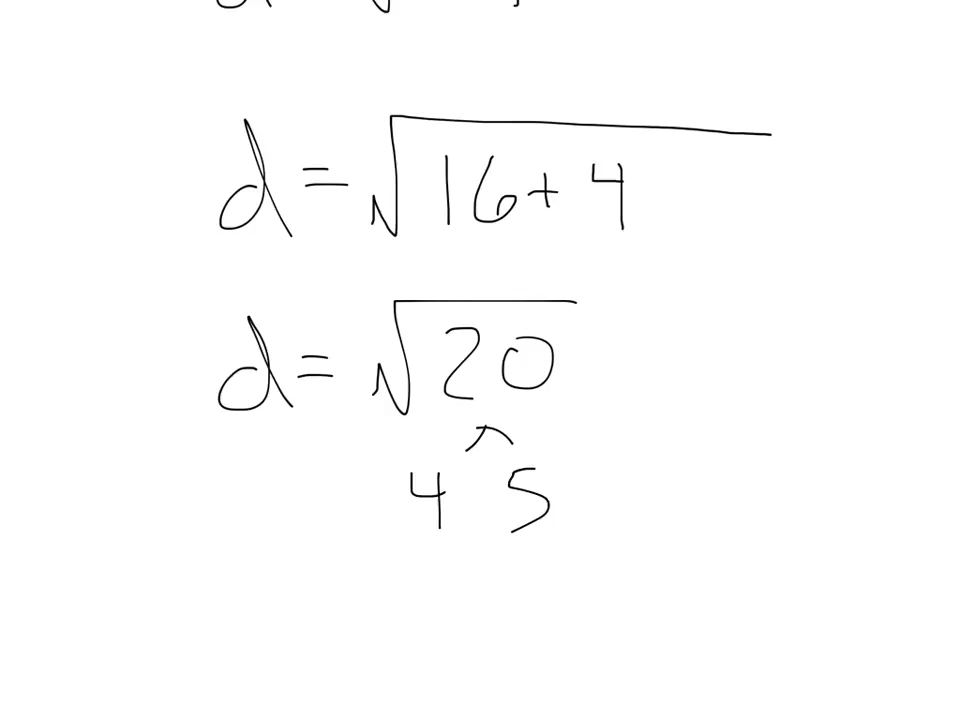 d = √16 + 4
d = √20
4 5